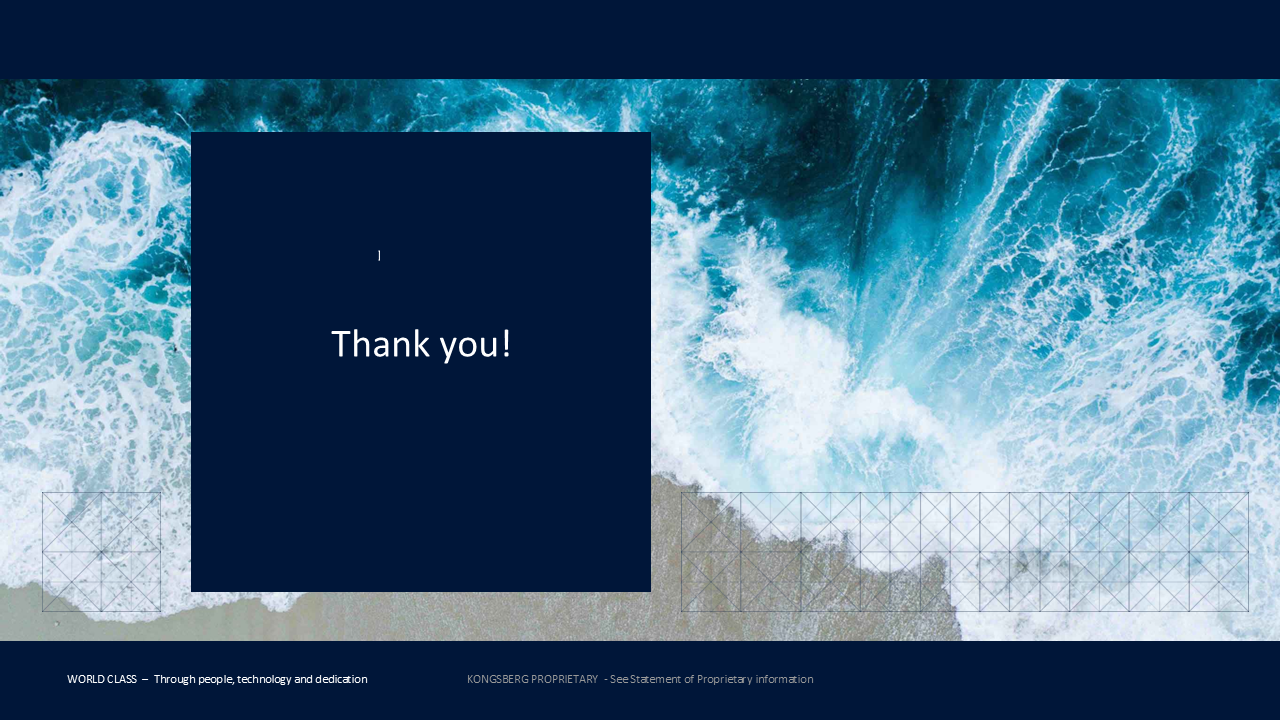 Thank you!
WORLD CLASS – Through people, technology and dedication
KONGSBERG PROPRIETARY - See Statement of Proprietary information